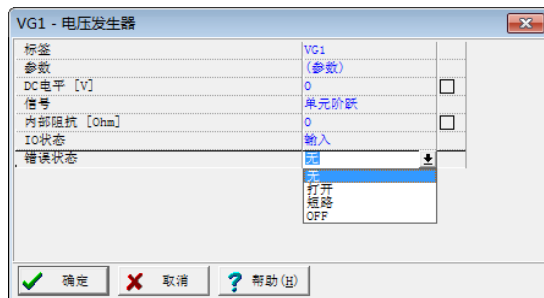 VG1 - 电压发生器
标签 VG1
参数 (参数)
DC电平 [V] 0
信号 单元阶跃
内部阻抗 [Ohm] 0
IO状态 输入
错误状态 无
无
打开
短路
OFF
确定 取消 帮助(H)